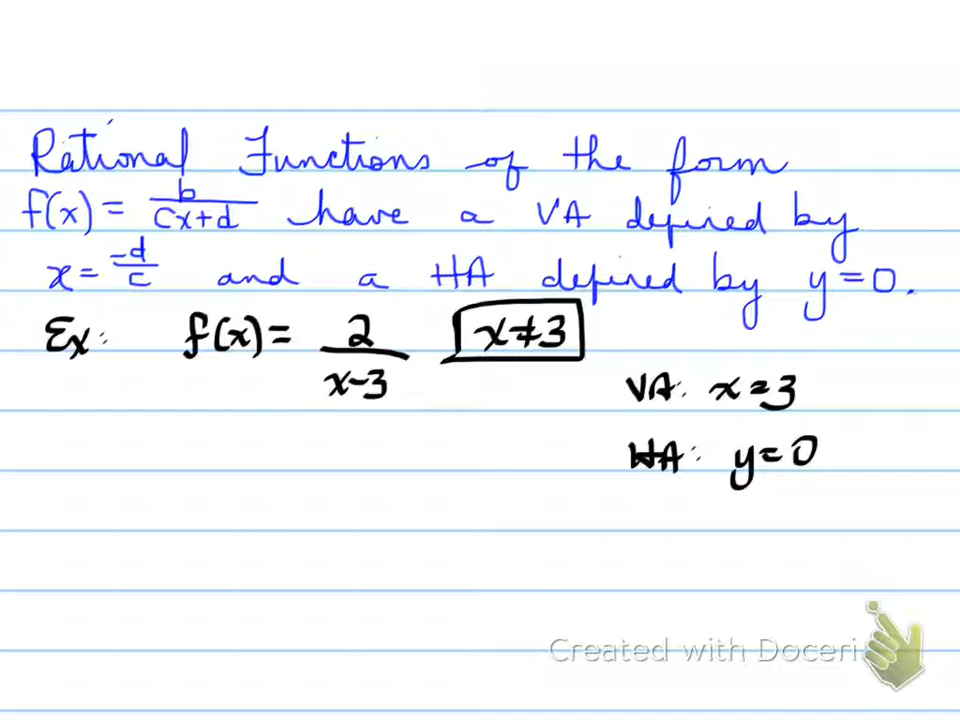 Rational Functions of the form
f(x) = b/(cx+d) have a VA defined by
x = -d/c and a HA defined by y = 0.
Ex: f(x) = 2/(x-3) x≠3
VA: x = 3
HA: y = 0
Created with Doceri